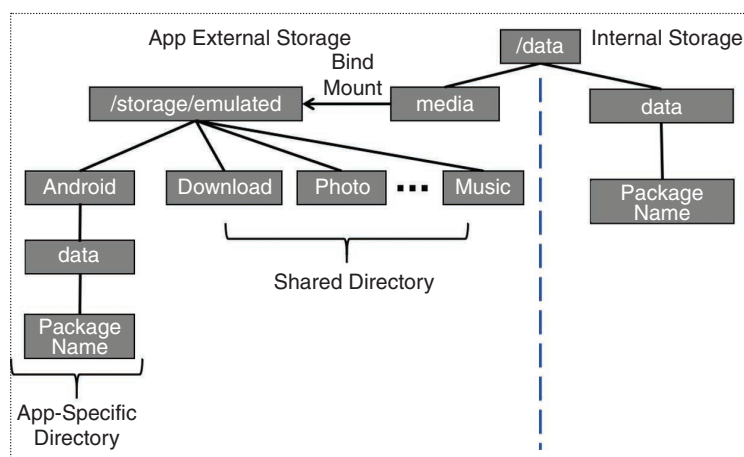 App External Storage
/data
Internal Storage
Bind
Mount
/storage/emulated
media
data
Android
Download
Photo
...
Music
Package
Name
data
Shared Directory
Package
Name
App-Specific
Directory